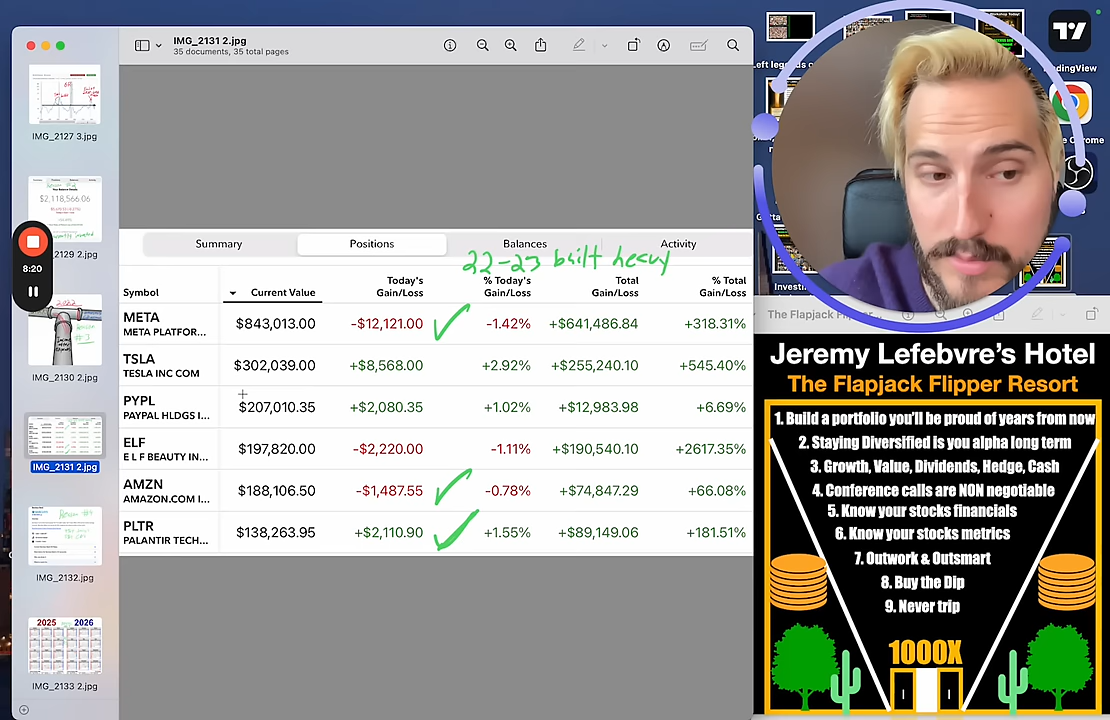 IMG_2131 2.jpg
35 documents, 35 total pages
IMG_2127 3.jpg
$2,118,566.06
2129 2.jpg
8:20
2022
IMG_2130 2.jpg
IMG_2131 2.jpg
IMG_2132.jpg
2025 2026
IMG_2133 2.jpg
Summary Positions Balances Activity
22-23 built heavy
Symbol Current Value Today's Gain/Loss % Today's Gain/Loss Total Gain/Loss % Total Gain/Loss
META $843,013.00 -$12,121.00 -1.42% +$641,486.84 +318.31%
META PLATFOR...
TSLA $302,039.00 +$8,568.00 +2.92% +$255,240.10 +545.40%
TESLA INC COM
PYPL $207,010.35 +$2,080.35 +1.02% +$12,983.98 +6.69%
PAYPAL HLDGS I...
ELF $197,820.00 -$2,220.00 -1.11% +$190,540.10 +2617.35%
E L F BEAUTY IN...
AMZN $188,106.50 -$1,487.55 -0.78% +$74,847.29 +66.08%
AMAZON.COM I...
PLTR $138,263.95 +$2,110.90 +1.55% +$89,149.06 +181.51%
PALANTIR TECH...
TradingView
Chrome
The Flapjack Flipper...
Jeremy Lefebvre's Hotel
The Flapjack Flipper Resort
1. Build a portfolio you'll be proud of years from now
2. Staying Diversified is you alpha long term
3. Growth, Value, Dividends, Hedge, Cash
4. Conference calls are NON negotiable
5. Know your stocks financials
6. Know your stocks metrics
7. Outwork & Outsmart
8. Buy the Dip
9. Never trip
1000X